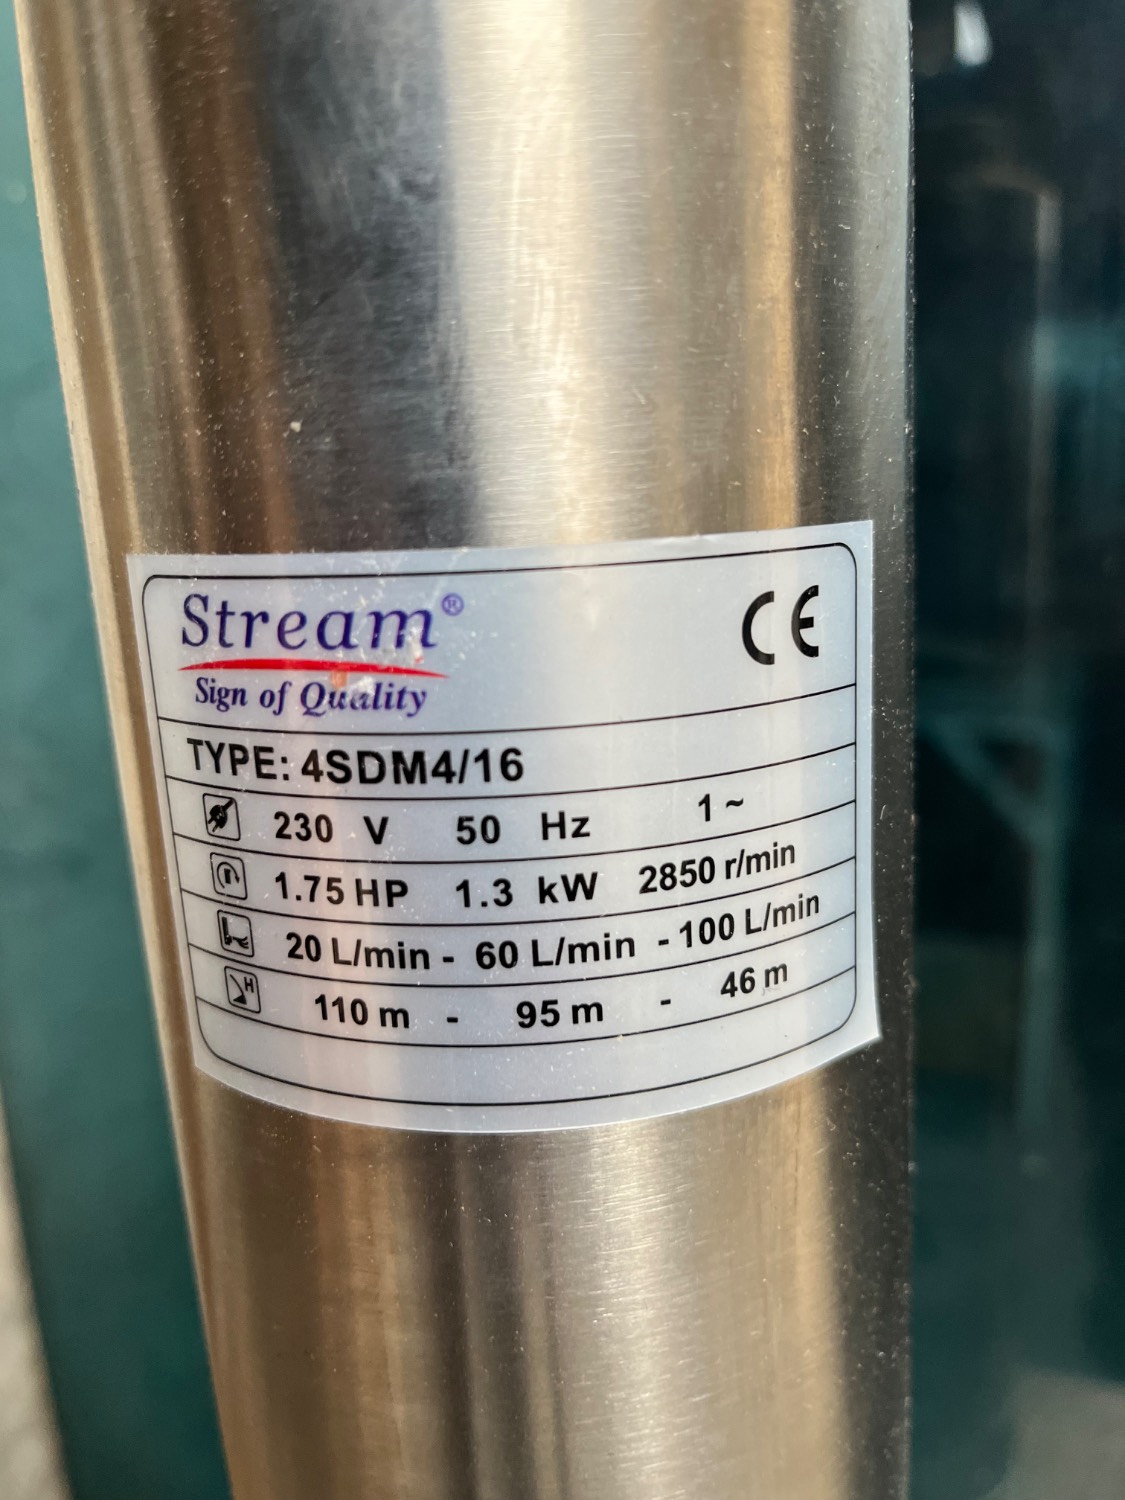 Stream®
CE
Sign of Quality
TYPE: 4SDM4/16
230 V 50 Hz 1 ~
1.75 HP 1.3 kW 2850 r/min
20 L/min - 60 L/min - 100 L/min
H 110 m - 95 m - 46 m